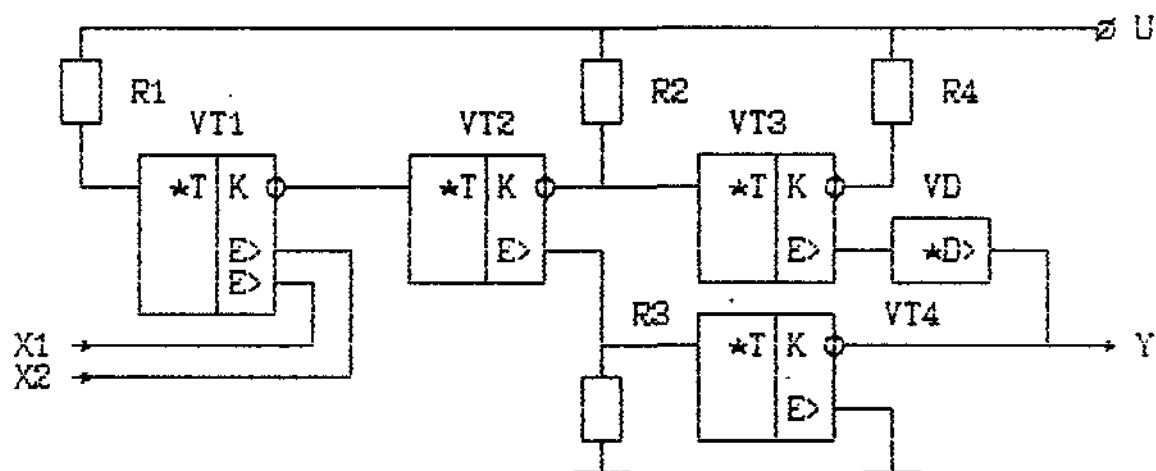 U
R1 R2 R4
VT1 VT2 VT3
*T K *T K *T K VD
E> E> E> *D>
E>
R3 VT4
X1 *T K Y
X2
E>